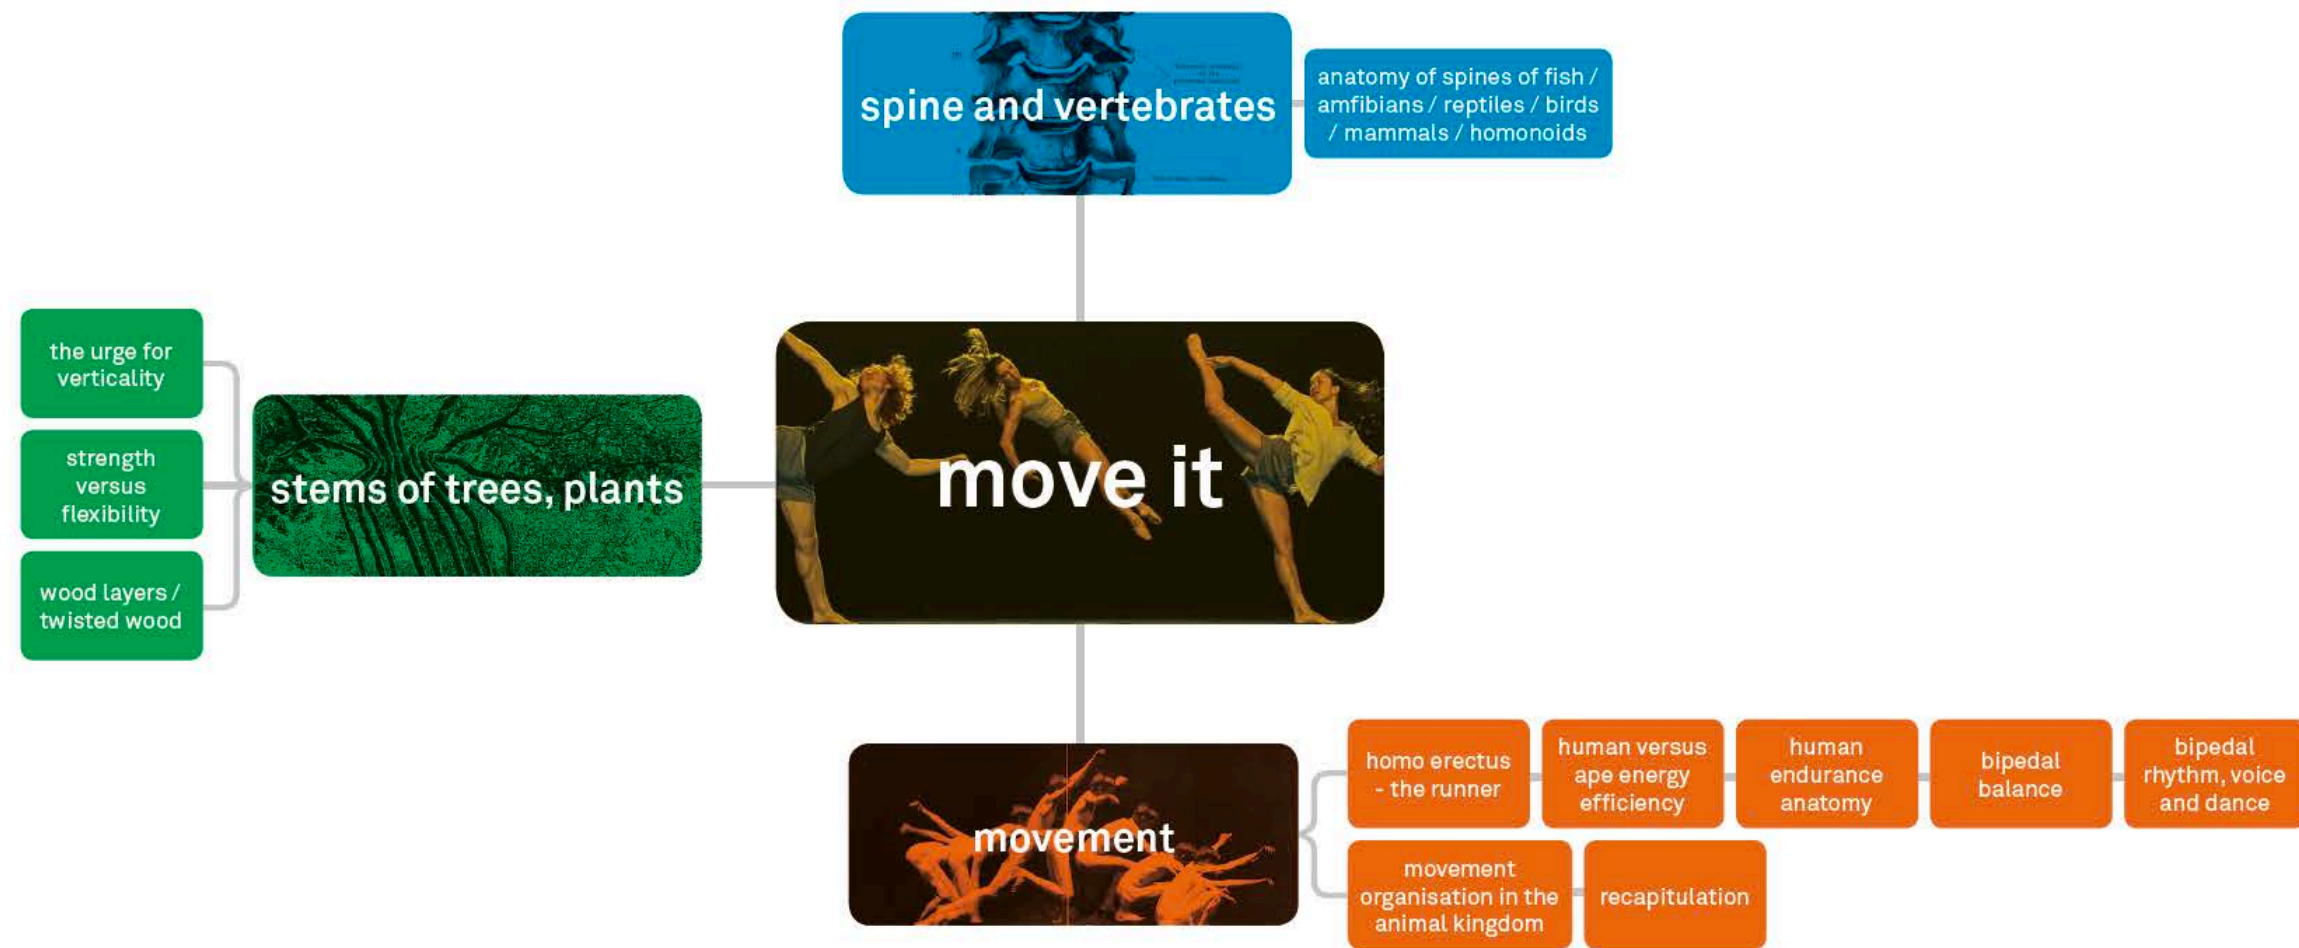 spine and vertebrates
anatomy of spines of fish /
amfibians / reptiles / birds
/ mammals / homonoids
the urge for
verticality
strength
versus
flexibility
wood layers /
twisted wood
stems of trees, plants
move it
movement
homo erectus
- the runner
human versus
ape energy
efficiency
human
endurance
anatomy
bipedal
balance
bipedal
rhythm, voice
and dance
movement
organisation in the
animal kingdom
recapitulation